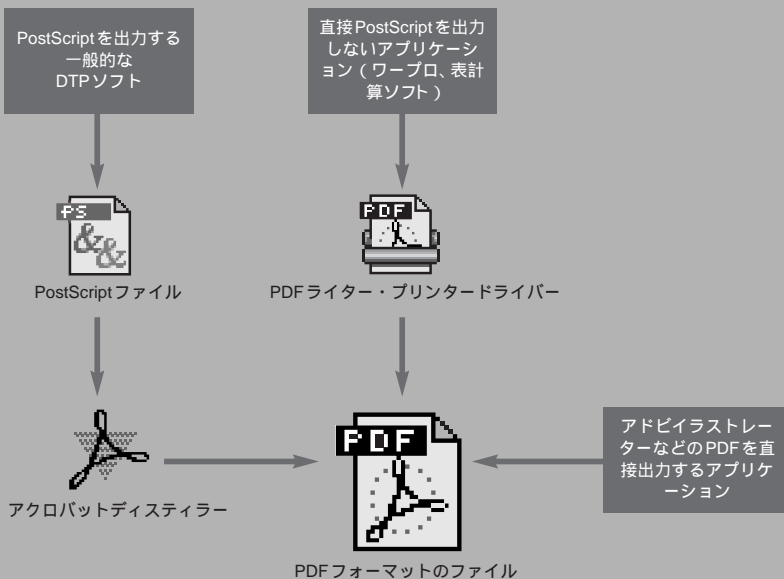 PostScriptを出力する
一般的な
DTPソフト
直接PostScriptを出力
しないアプリケーシ
ョン（ワープロ、表計
算ソフト）
PS
PDF
PostScriptファイル
PDFライター・プリンタードライバー
PDF
アクロバットディスティラー
アドビイラストレー
ターなどのPDFを直
接出力するアプリケ
ーション
PDFフォーマットのファイル